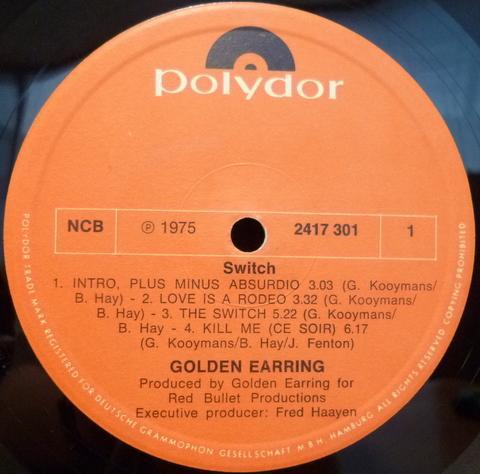 polydor
NCB ℗ 1975 2417 301 1
Switch
1. INTRO, PLUS MINUS ABSURDIO 3.03 (G. Kooymans/
B. Hay) - 2. LOVE IS A RODEO 3.32 (G. Kooymans/
B. Hay) - 3. THE SWITCH 5.22 (G. Kooymans/
B. Hay - 4. KILL ME (CE SOIR) 6.17
(G. Kooymans/B. Hay/J. Fenton)
GOLDEN EARRING
Produced by Golden Earring for
Red Bullet Productions
Executive producer: Fred Haayen
POLYDOR TRADE MARK REGISTERED FOR DEUTSCHE GRAMMOPHON GESELLSCHAFT M B H, HAMBURG ALL RIGHTS RESERVED COPYING PROHIBITED